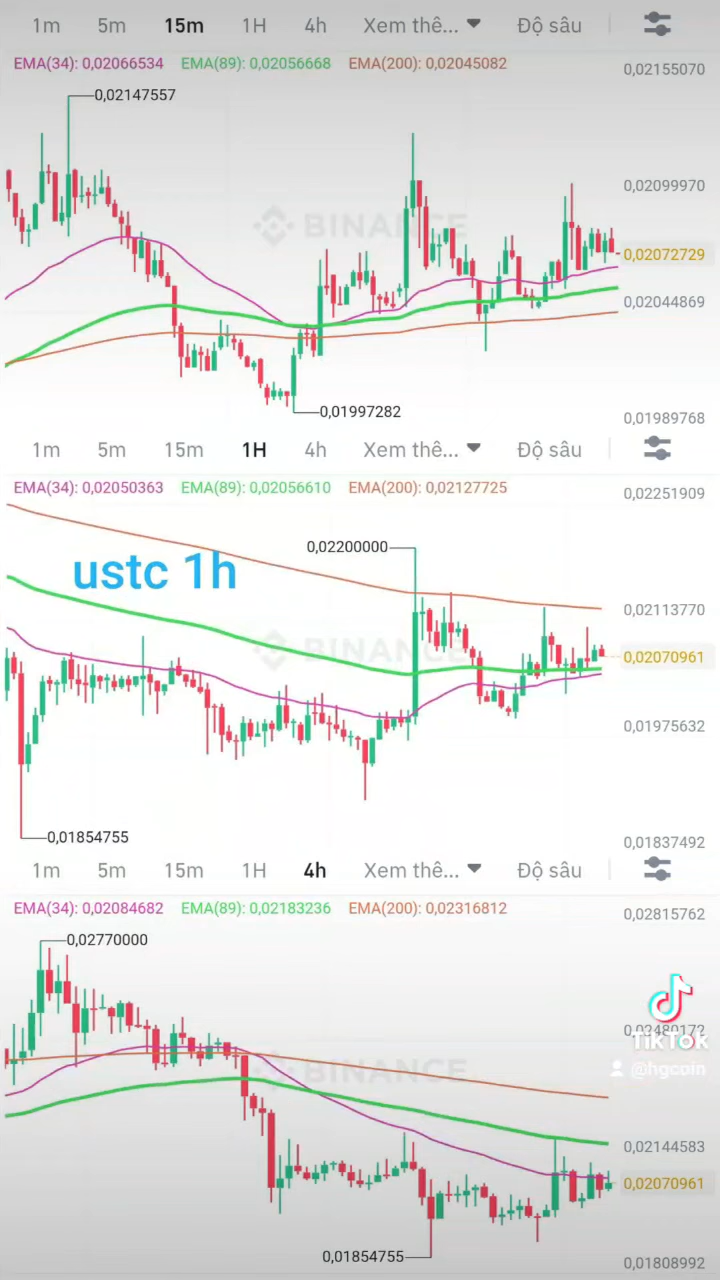 1m 5m 15m 1H 4h Xem thê... Độ sâu
EMA(34): 0,02066534 EMA(89): 0,02056668 EMA(200): 0,02045082
0,02155070
0,02147557
0,02099970
BINANCE
0,02072729
0,02044869
0,01997282
0,01989768
1m 5m 15m 1H 4h Xem thê... Độ sâu
EMA(34): 0,02050363 EMA(89): 0,02056610 EMA(200): 0,02127725
0,02251909
0,02200000
ustc 1h
0,02113770
BINANCE
0,02070961
0,01975632
0,01854755
0,01837492
1m 5m 15m 1H 4h Xem thê... Độ sâu
EMA(34): 0,02084682 EMA(89): 0,02183236 EMA(200): 0,02316812
0,02815762
0,02770000
0,02480172
TikTok
@hgcoin
BINANCE
0,02144583
0,02070961
0,01854755
0,01808992